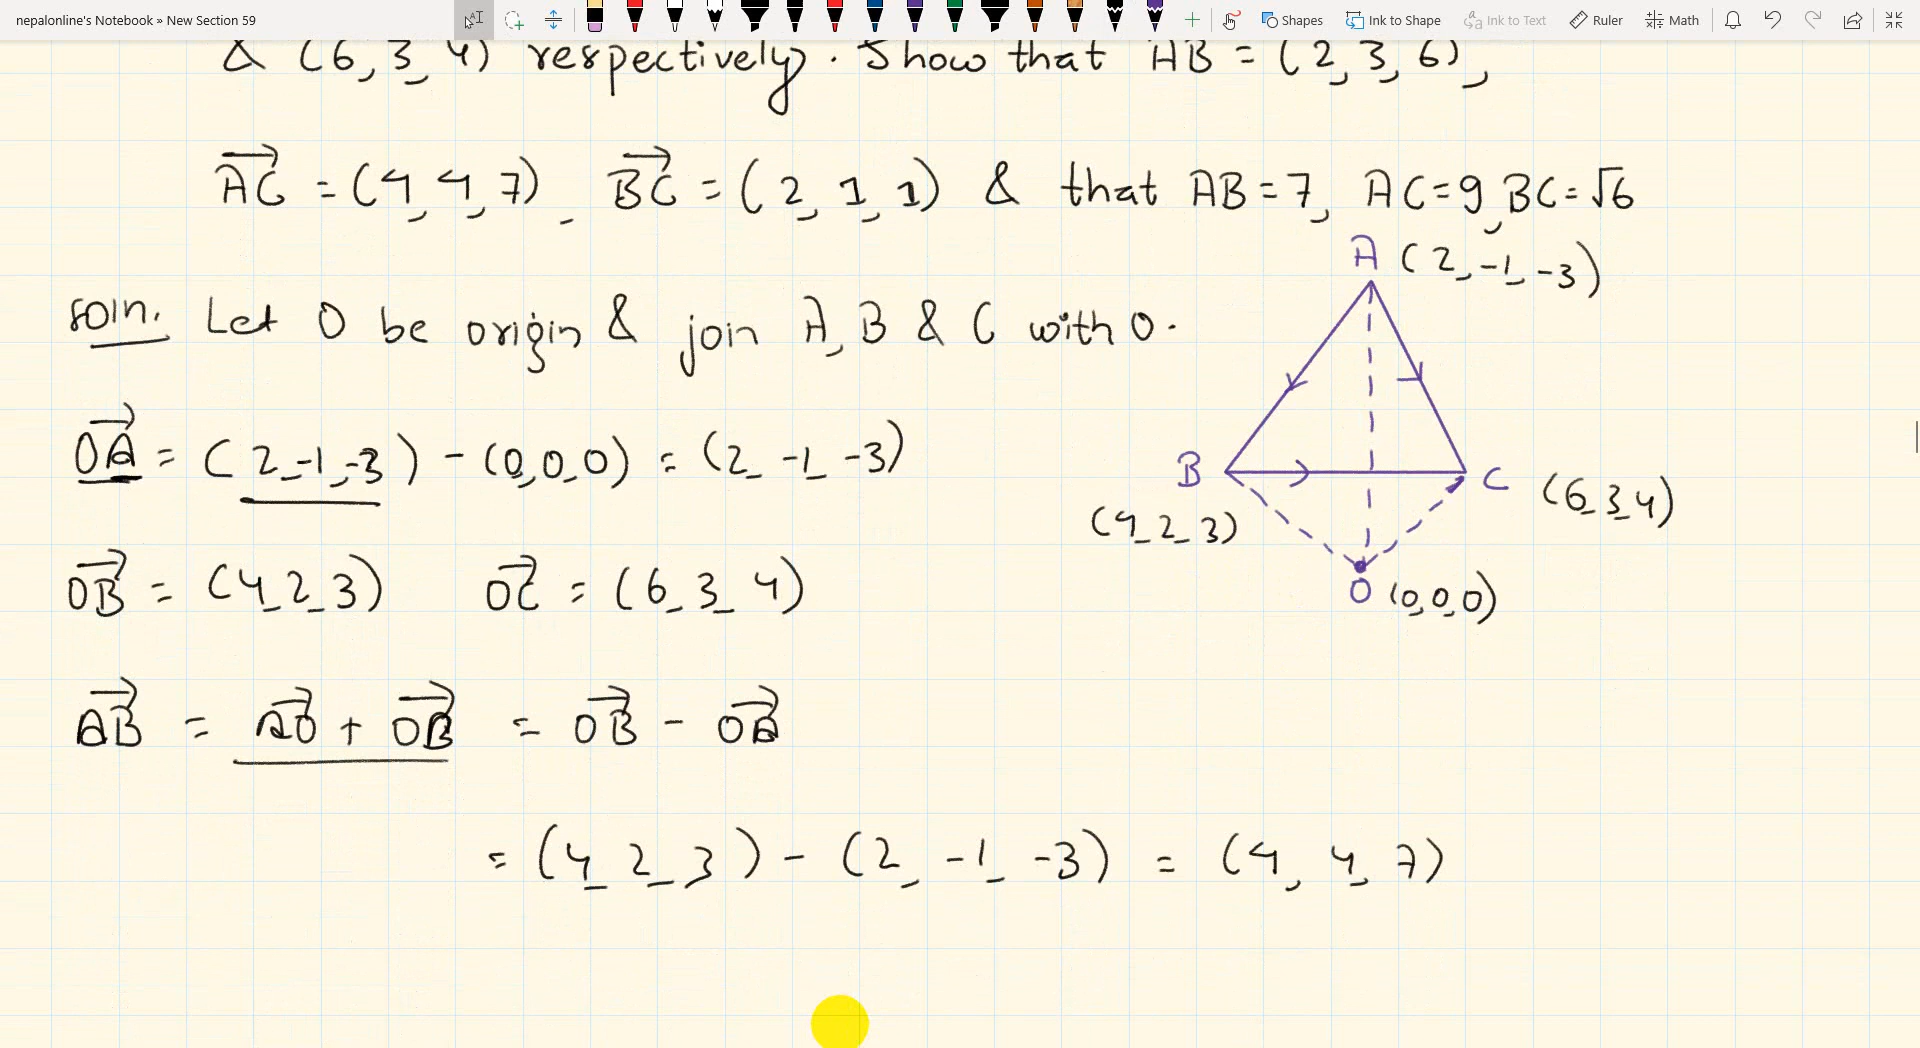 nepalonline's Notebook » New Section 59
Shapes Ink to Shape Ink to Text Ruler Math
& (6, 3, 4) respectively. Show that AB = (2, 3, 6),
AC = (4, 4, 7), BC = (2, 1, 1) & that AB = 7, AC = 9, BC = √6
A (2, -1, -3)
soln. Let O be origin & join A, B & C with O.
OA = (2, -1, -3) - (0, 0, 0) = (2, -1, -3)
B
C (6, 3, 4)
(4, 2, 3)
OB = (4, 2, 3) OC = (6, 3, 4)
O (0, 0, 0)
AB = AO + OB = OB - OA
= (4, 2, 3) - (2, -1, -3) = (4, 4, 7)